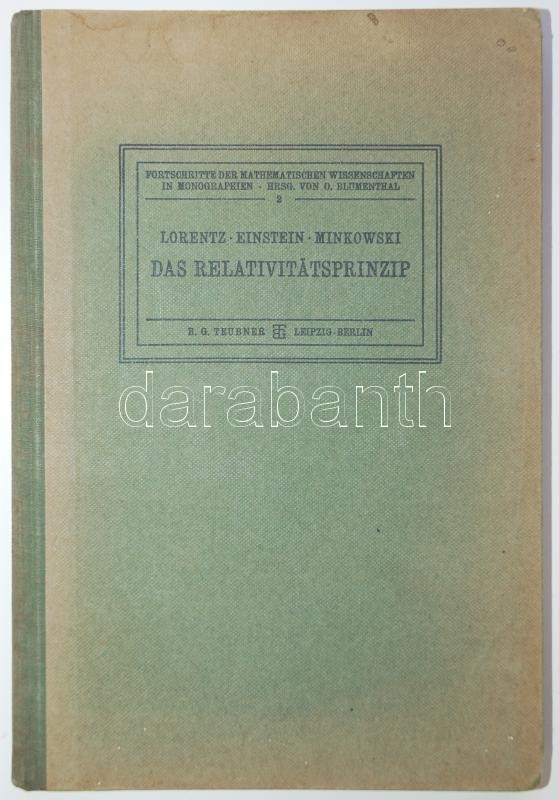 FORTSCHRITTE DER MATHEMATISCHEN WISSENSCHAFTEN
IN MONOGRAPHIEN · HRSG. VON O. BLUMENTHAL
2
LORENTZ · EINSTEIN · MINKOWSKI
DAS RELATIVITÄTSPRINZIP
B. G. TEUBNER BGT LEIPZIG · BERLIN
darabanth